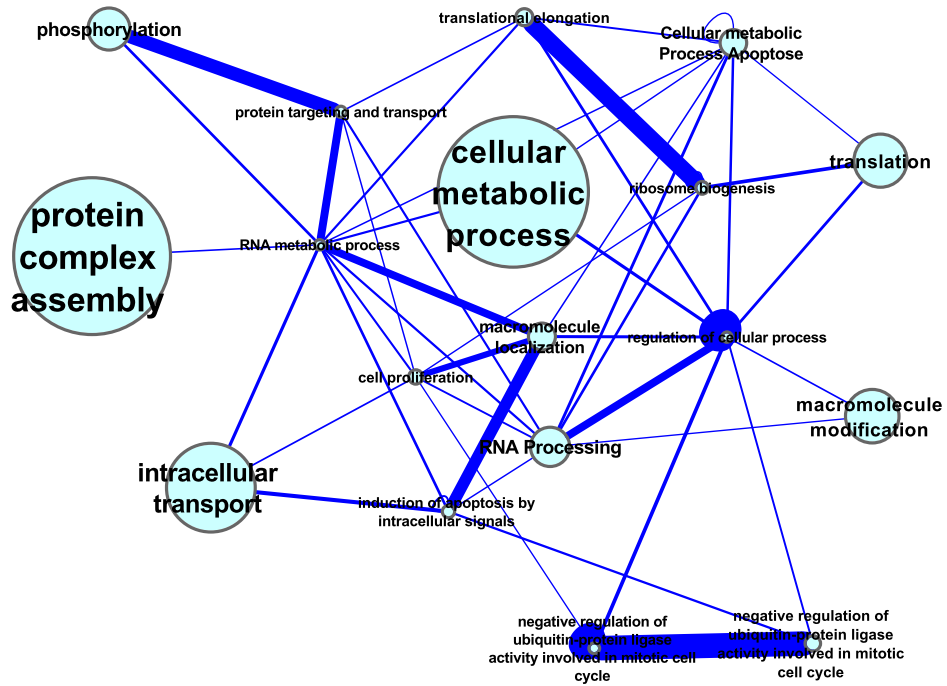 phosphorylation
translational elongation
Cellular metabolic
Process Apoptose
protein targeting and transport
cellular
metabolic
process
translation
ribosome biogenesis
protein
complex
assembly
RNA metabolic process
macromolecule
localization
regulation of cellular process
cell proliferation
macromolecule
modification
RNA Processing
intracellular
transport
induction of apoptosis by
intracellular signals
negative regulation of
ubiquitin-protein ligase
activity involved in mitotic cell
cycle
negative regulation of
ubiquitin-protein ligase
activity involved in mitotic
cell cycle